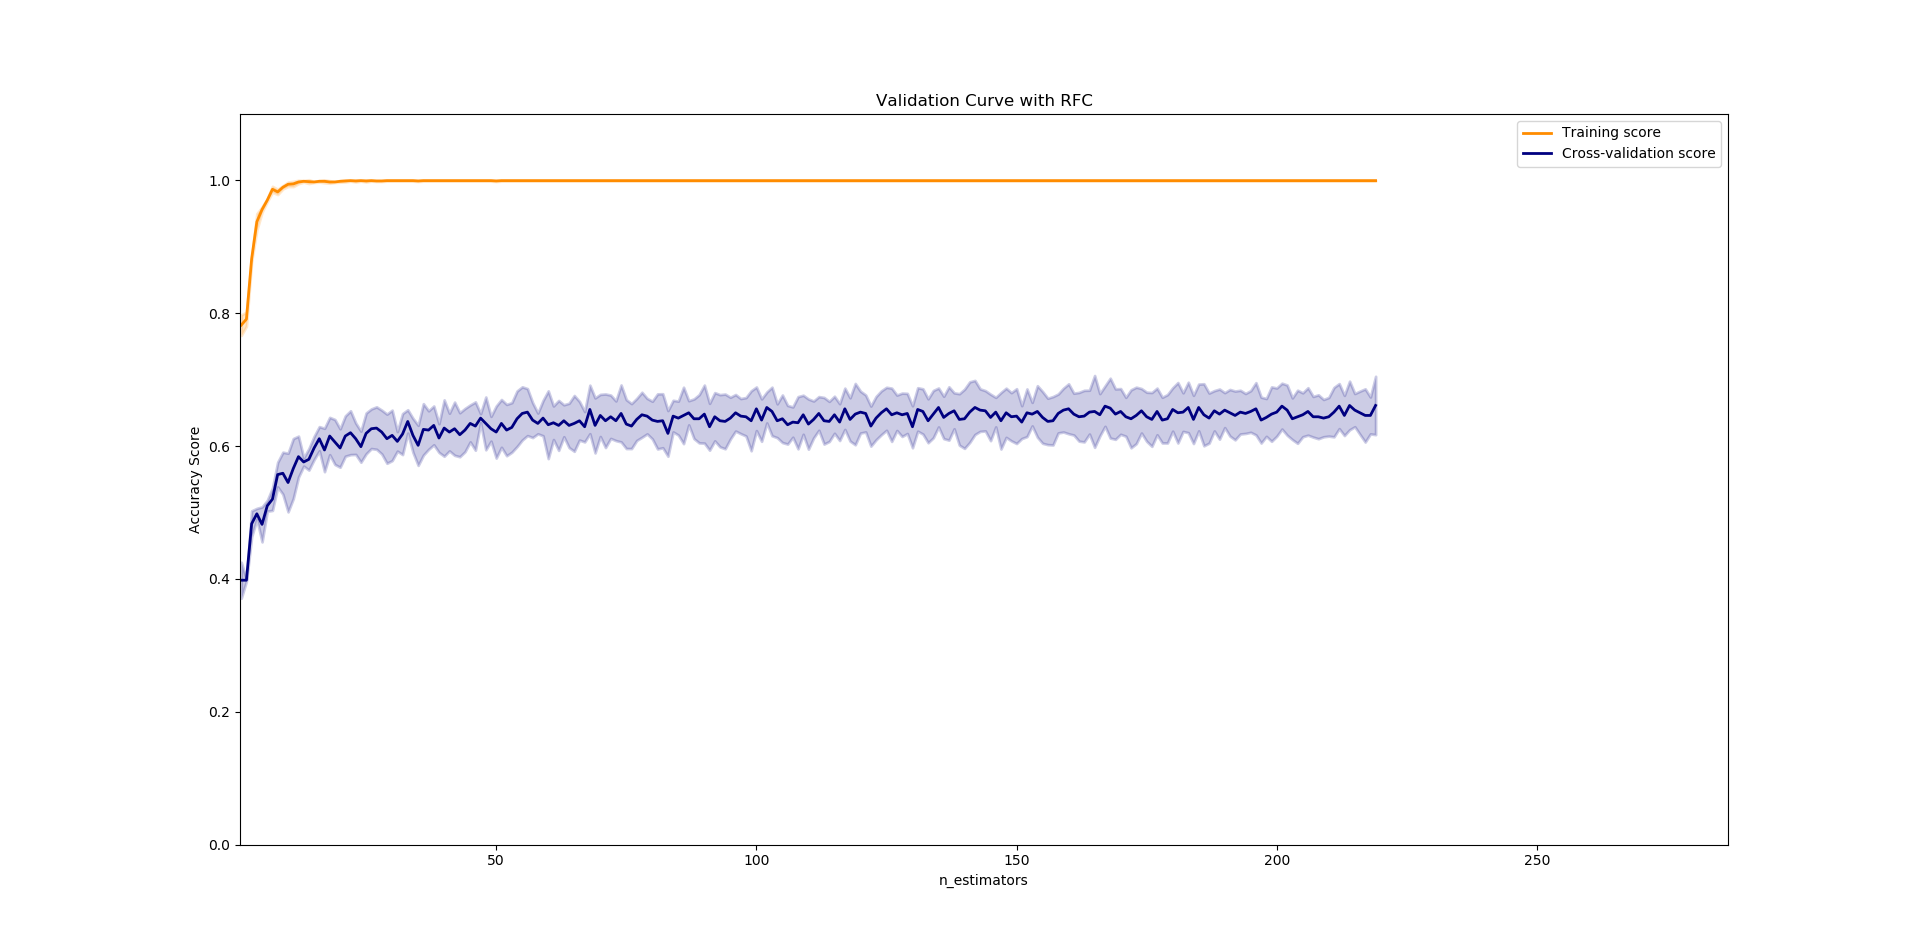 Validation Curve with RFC
Training score
Cross-validation score
1.0
0.8
0.6
0.4
0.2
0.0
Accuracy Score
50
100
150
200
250
n_estimators